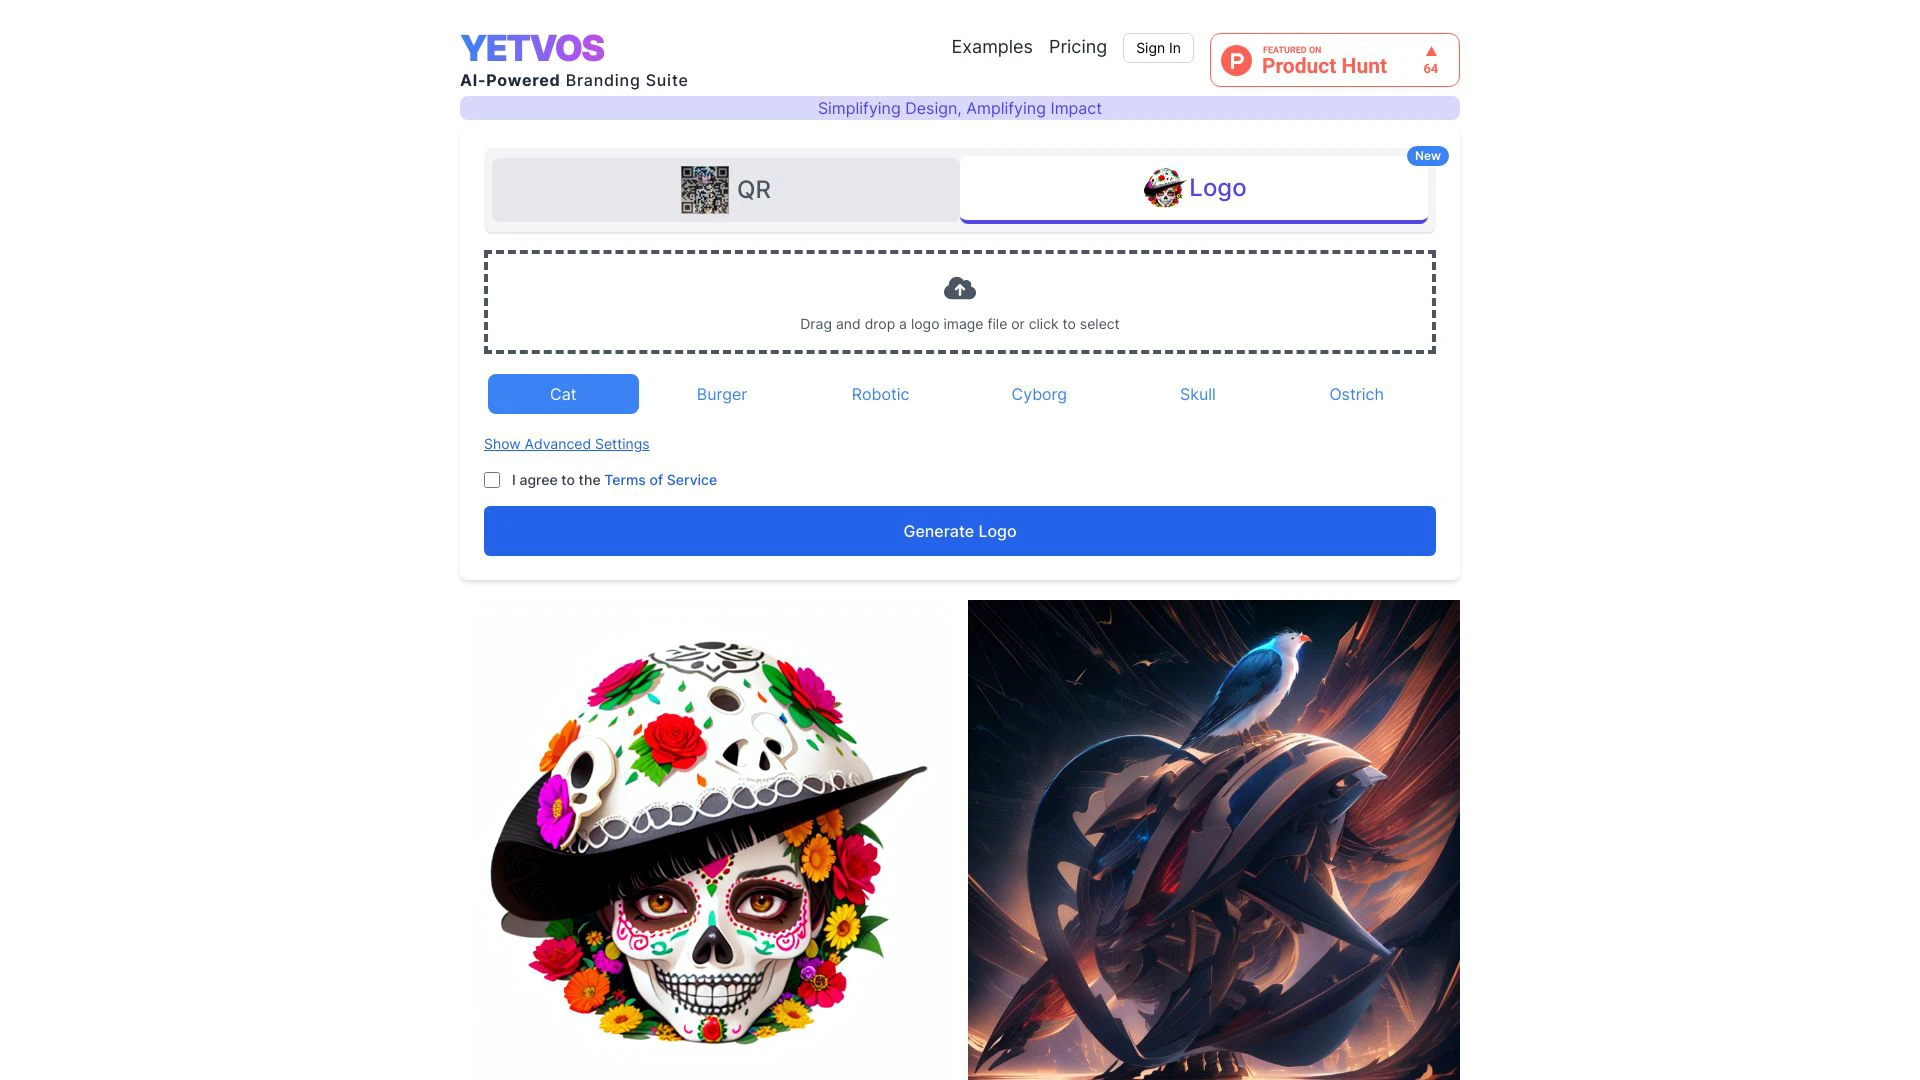 YETVOS
AI-Powered Branding Suite
Examples
Pricing
Sign In
FEATURED ON
Product Hunt
64
Simplifying Design, Amplifying Impact
QR
Logo
New
Drag and drop a logo image file or click to select
Cat
Burger
Robotic
Cyborg
Skull
Ostrich
Show Advanced Settings
I agree to the Terms of Service
Generate Logo